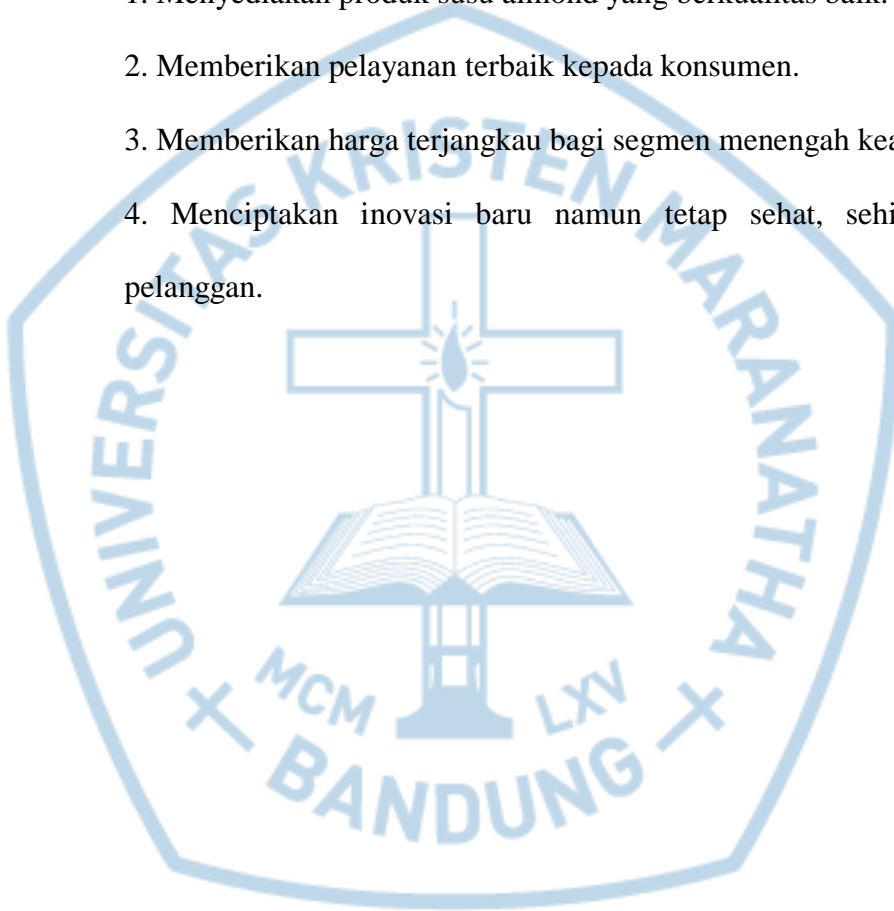 1. Menyediakan produk susu almond yang berkualitas baik.
2. Memberikan pelayanan terbaik kepada konsumen.
3. Memberikan harga terjangkau bagi segmen menengah
4. Menciptakan inovasi baru namun tetap sehat,
pelanggan.
UNIVERSITAS KRISTEN MARANATHA
MCM LXV
BANDUNG